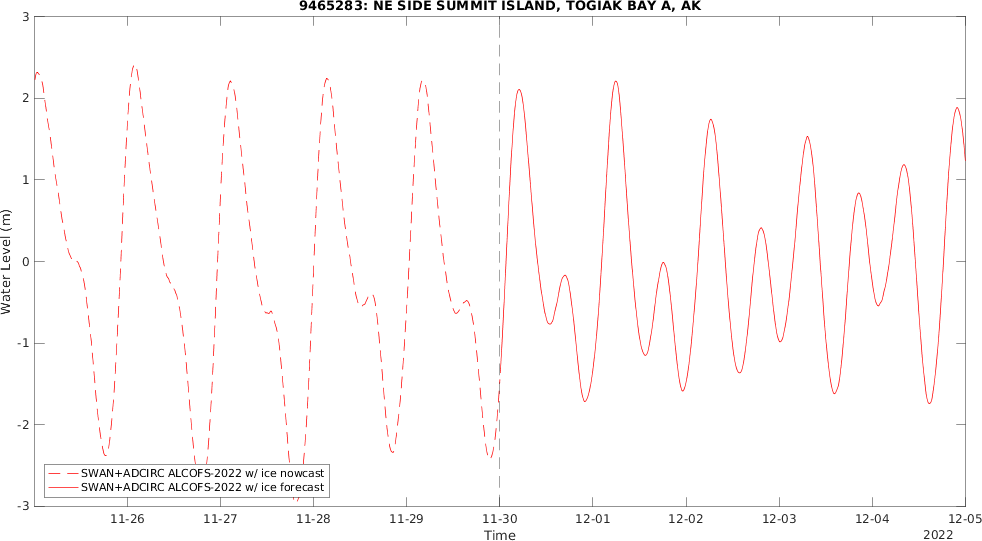 9465283: NE SIDE SUMMIT ISLAND, TOGIAK BAY A, AK
3
2
1
0
-1
-2
-3
Water Level (m)
SWAN+ADCIRC ALCOFS-2022 w/ ice nowcast
SWAN+ADCIRC ALCOFS-2022 w/ ice forecast
11-26 11-27 11-28 11-29 11-30 12-01 12-02 12-03 12-04 12-05
Time
2022